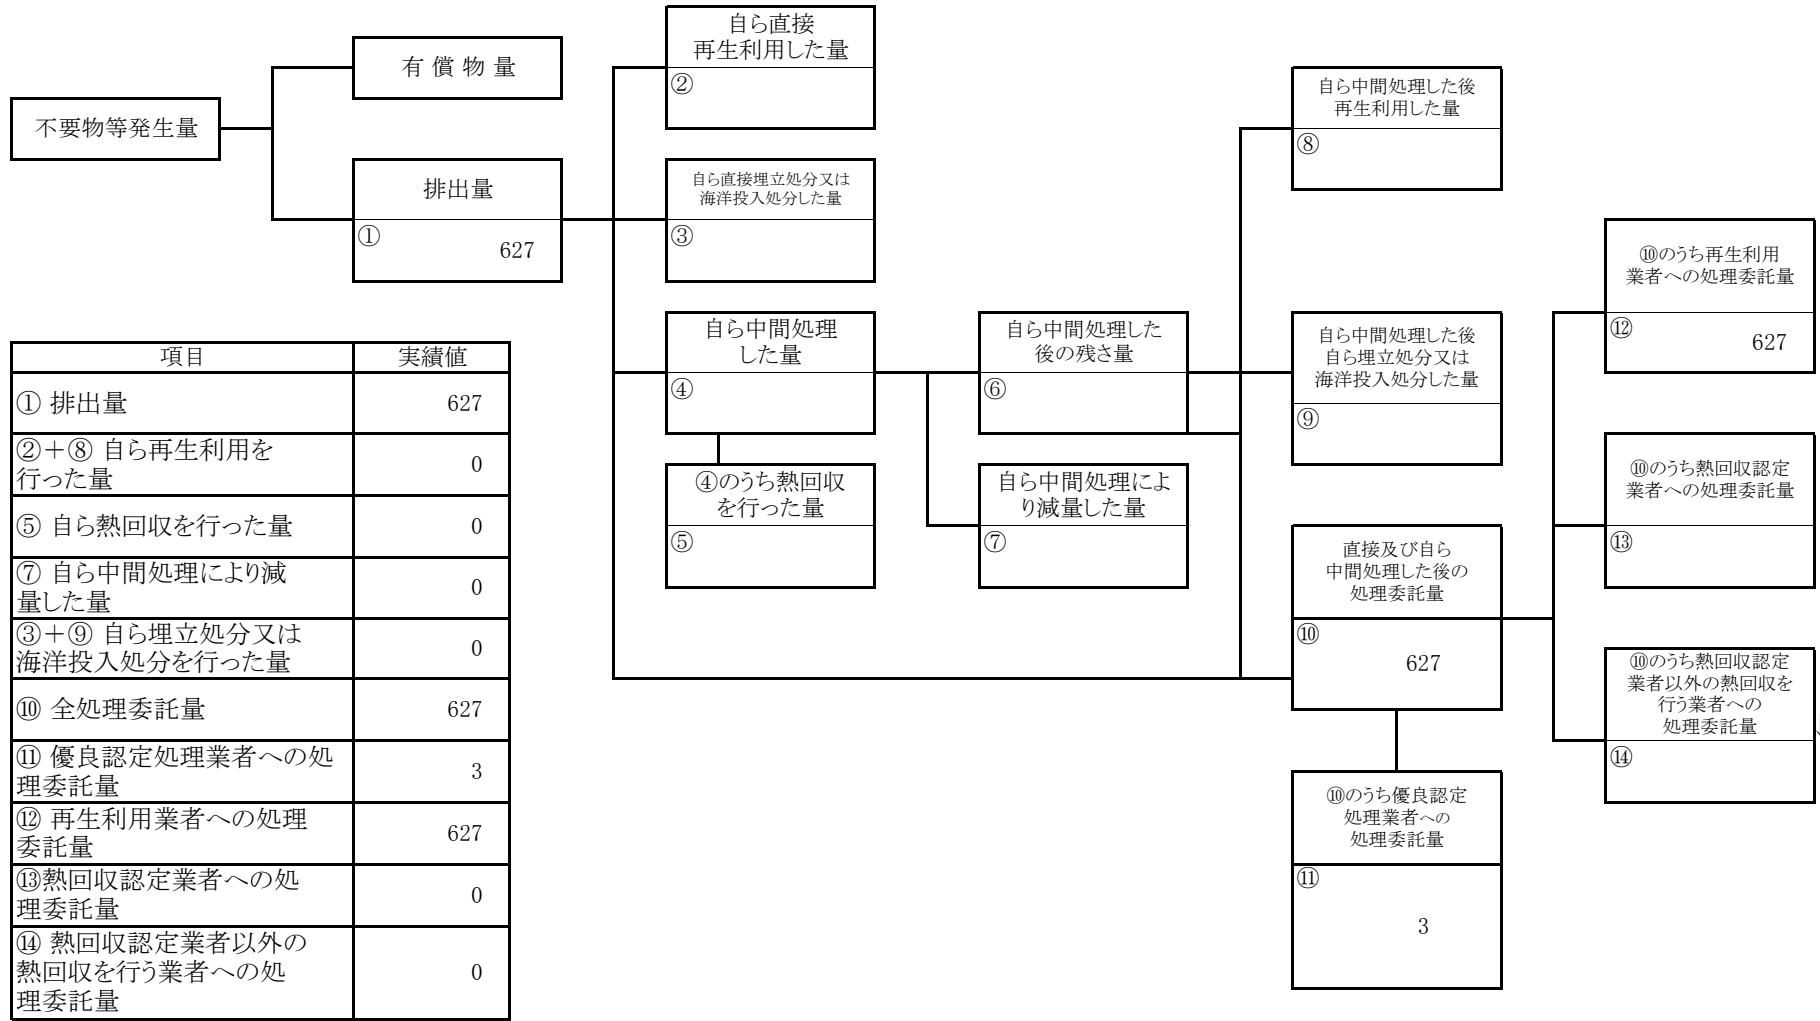 不要物等発生量
有 償 物 量
排出量
①
627
自ら直接
再生利用した量
②
自ら直接埋立処分又は
海洋投入処分した量
③
自ら中間処理
した量
④
④のうち熱回収
を行った量
⑤
自ら中間処理した
後の残さ量
⑥
自ら中間処理によ
り減量した量
⑦
自ら中間処理した後
再生利用した量
⑧
自ら中間処理した後
自ら埋立処分又は
海洋投入処分した量
⑨
直接及び自ら
中間処理した後の
処理委託量
⑩
627
⑩のうち優良認定
処理業者への
処理委託量
⑪
3
⑩のうち再生利用
業者への処理委託量
⑫
627
⑩のうち熱回収認定
業者への処理委託量
⑬
⑩のうち熱回収認定
業者以外の熱回収を
行う業者への
処理委託量
⑭
項目 実績値
① 排出量 627
②＋⑧ 自ら再生利用を
行った量 0
⑤ 自ら熱回収を行った量 0
⑦ 自ら中間処理により減
量した量 0
③＋⑨ 自ら埋立処分又は
海洋投入処分を行った量 0
⑩ 全処理委託量 627
⑪ 優良認定処理業者への処
理委託量 3
⑫ 再生利用業者への処理
委託量 627
⑬熱回収認定業者への処
理委託量 0
⑭ 熱回収認定業者以外の
熱回収を行う業者への処
理委託量 0